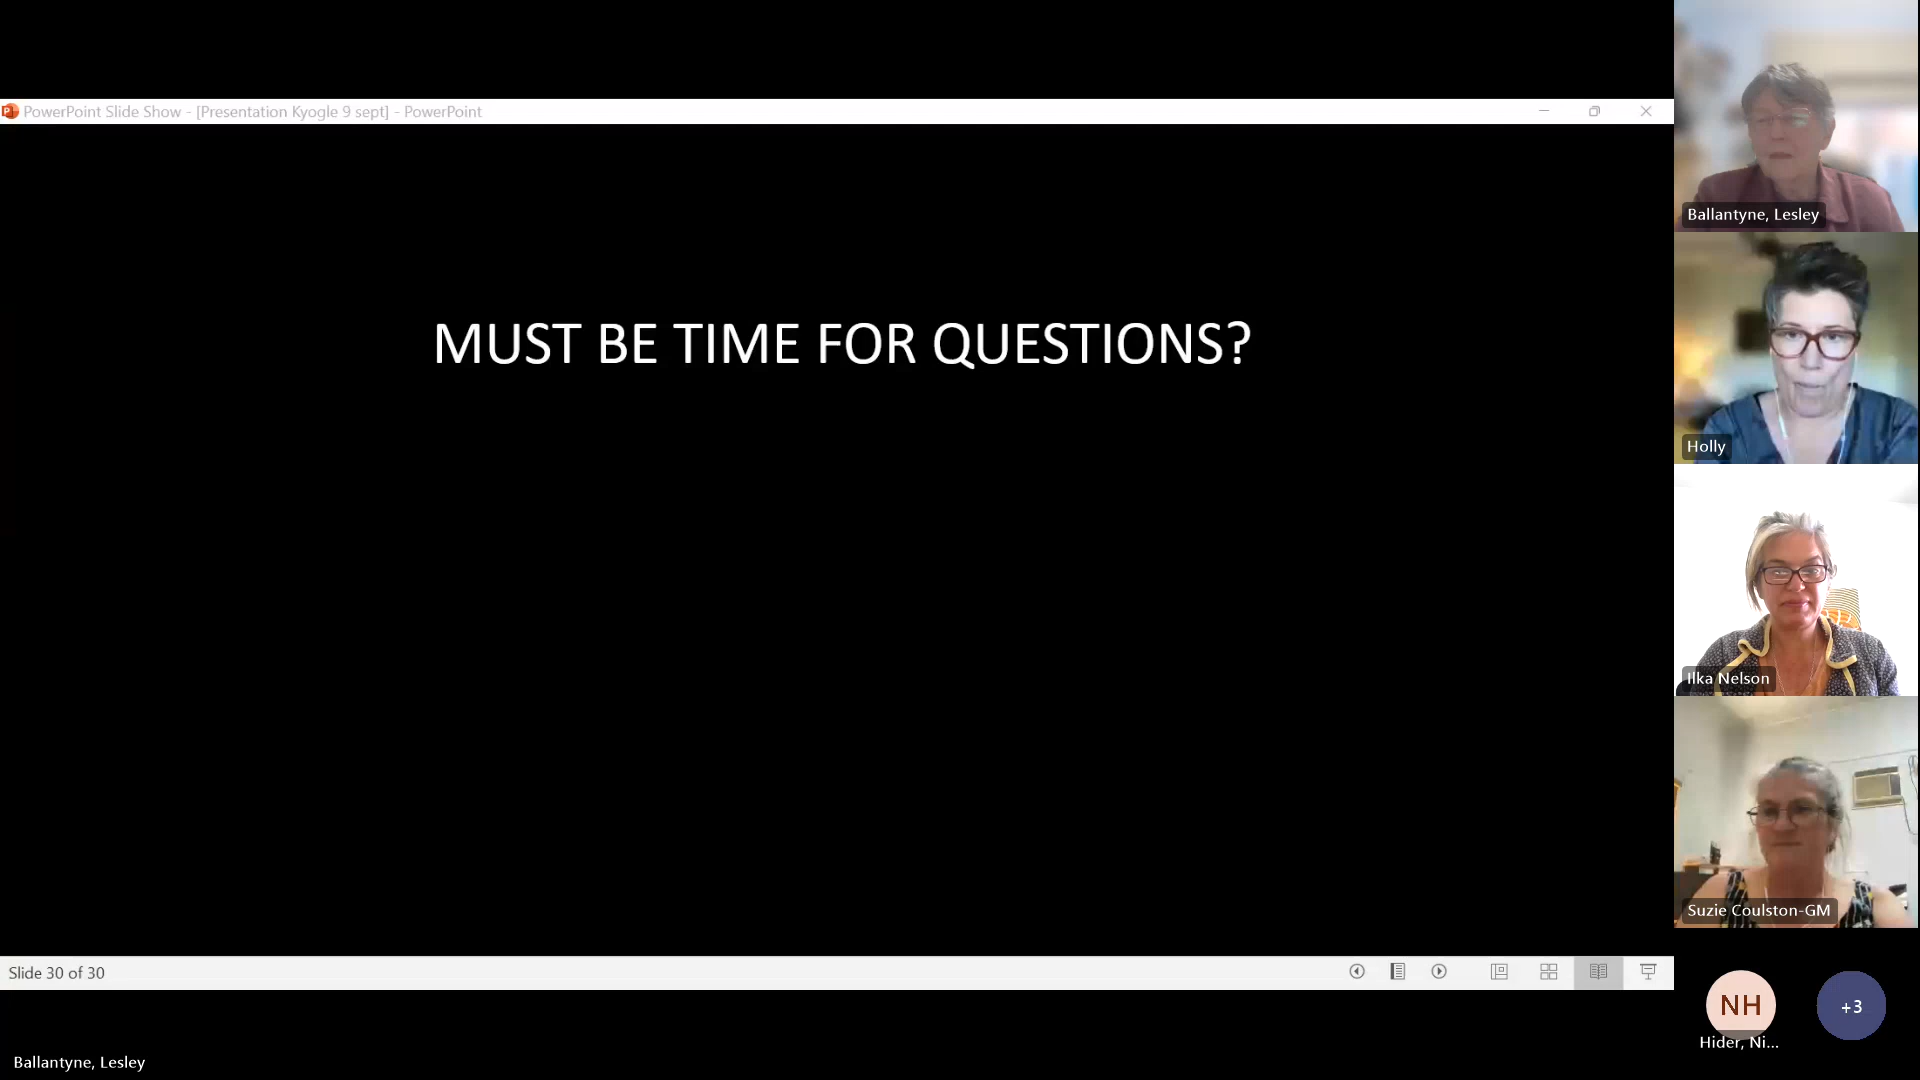 PowerPoint Slide Show - [Presentation Kyogle 9 sept] - PowerPoint
MUST BE TIME FOR QUESTIONS?
Slide 30 of 30
Ballantyne, Lesley
Ballantyne, Lesley
Holly
Ilka Nelson
Suzie Coulston-GM
NH
Hider, Ni...
+3